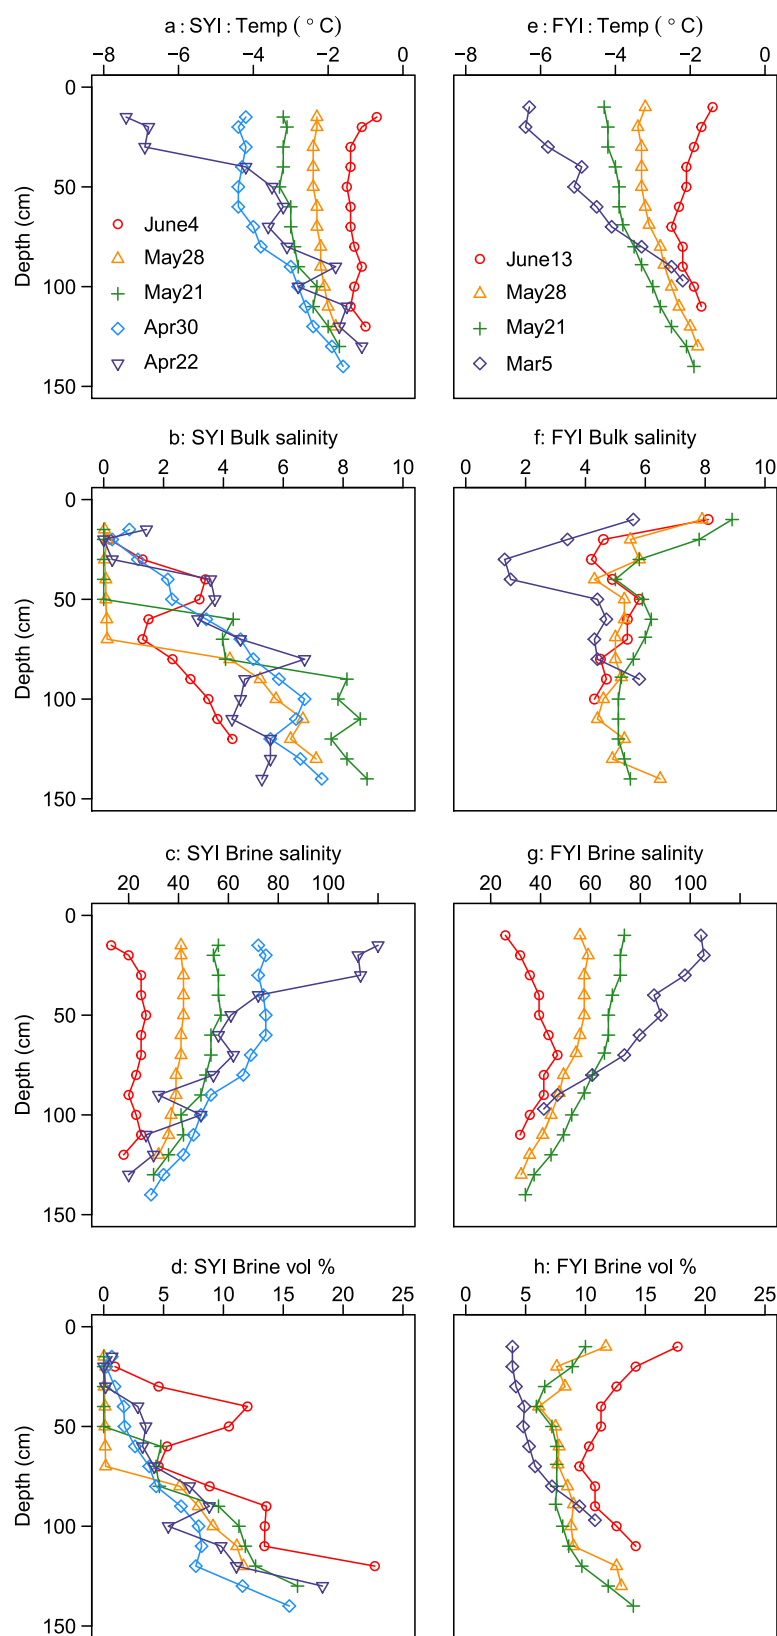 a : SYI : Temp ( ° C)
−8 −6 −4 −2 0
Depth (cm)
0
50
100
150
June4
May28
May21
Apr30
Apr22
e : FYI : Temp ( ° C)
−8 −6 −4 −2 0
June13
May28
May21
Mar5
b: SYI Bulk salinity
0 2 4 6 8 10
Depth (cm)
0
50
100
150
f: FYI Bulk salinity
0 2 4 6 8 10
c: SYI Brine salinity
20 40 60 80 100
Depth (cm)
0
50
100
150
g: FYI Brine salinity
20 40 60 80 100
d: SYI Brine vol %
0 5 10 15 20 25
Depth (cm)
0
50
100
150
h: FYI Brine vol %
0 5 10 15 20 25